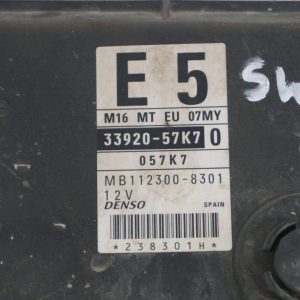 E 5
M16 MT EU 07MY
33920-57K7 0
057K7
MB112300-8301
12V
DENSO SPAIN
*238301H*
SW